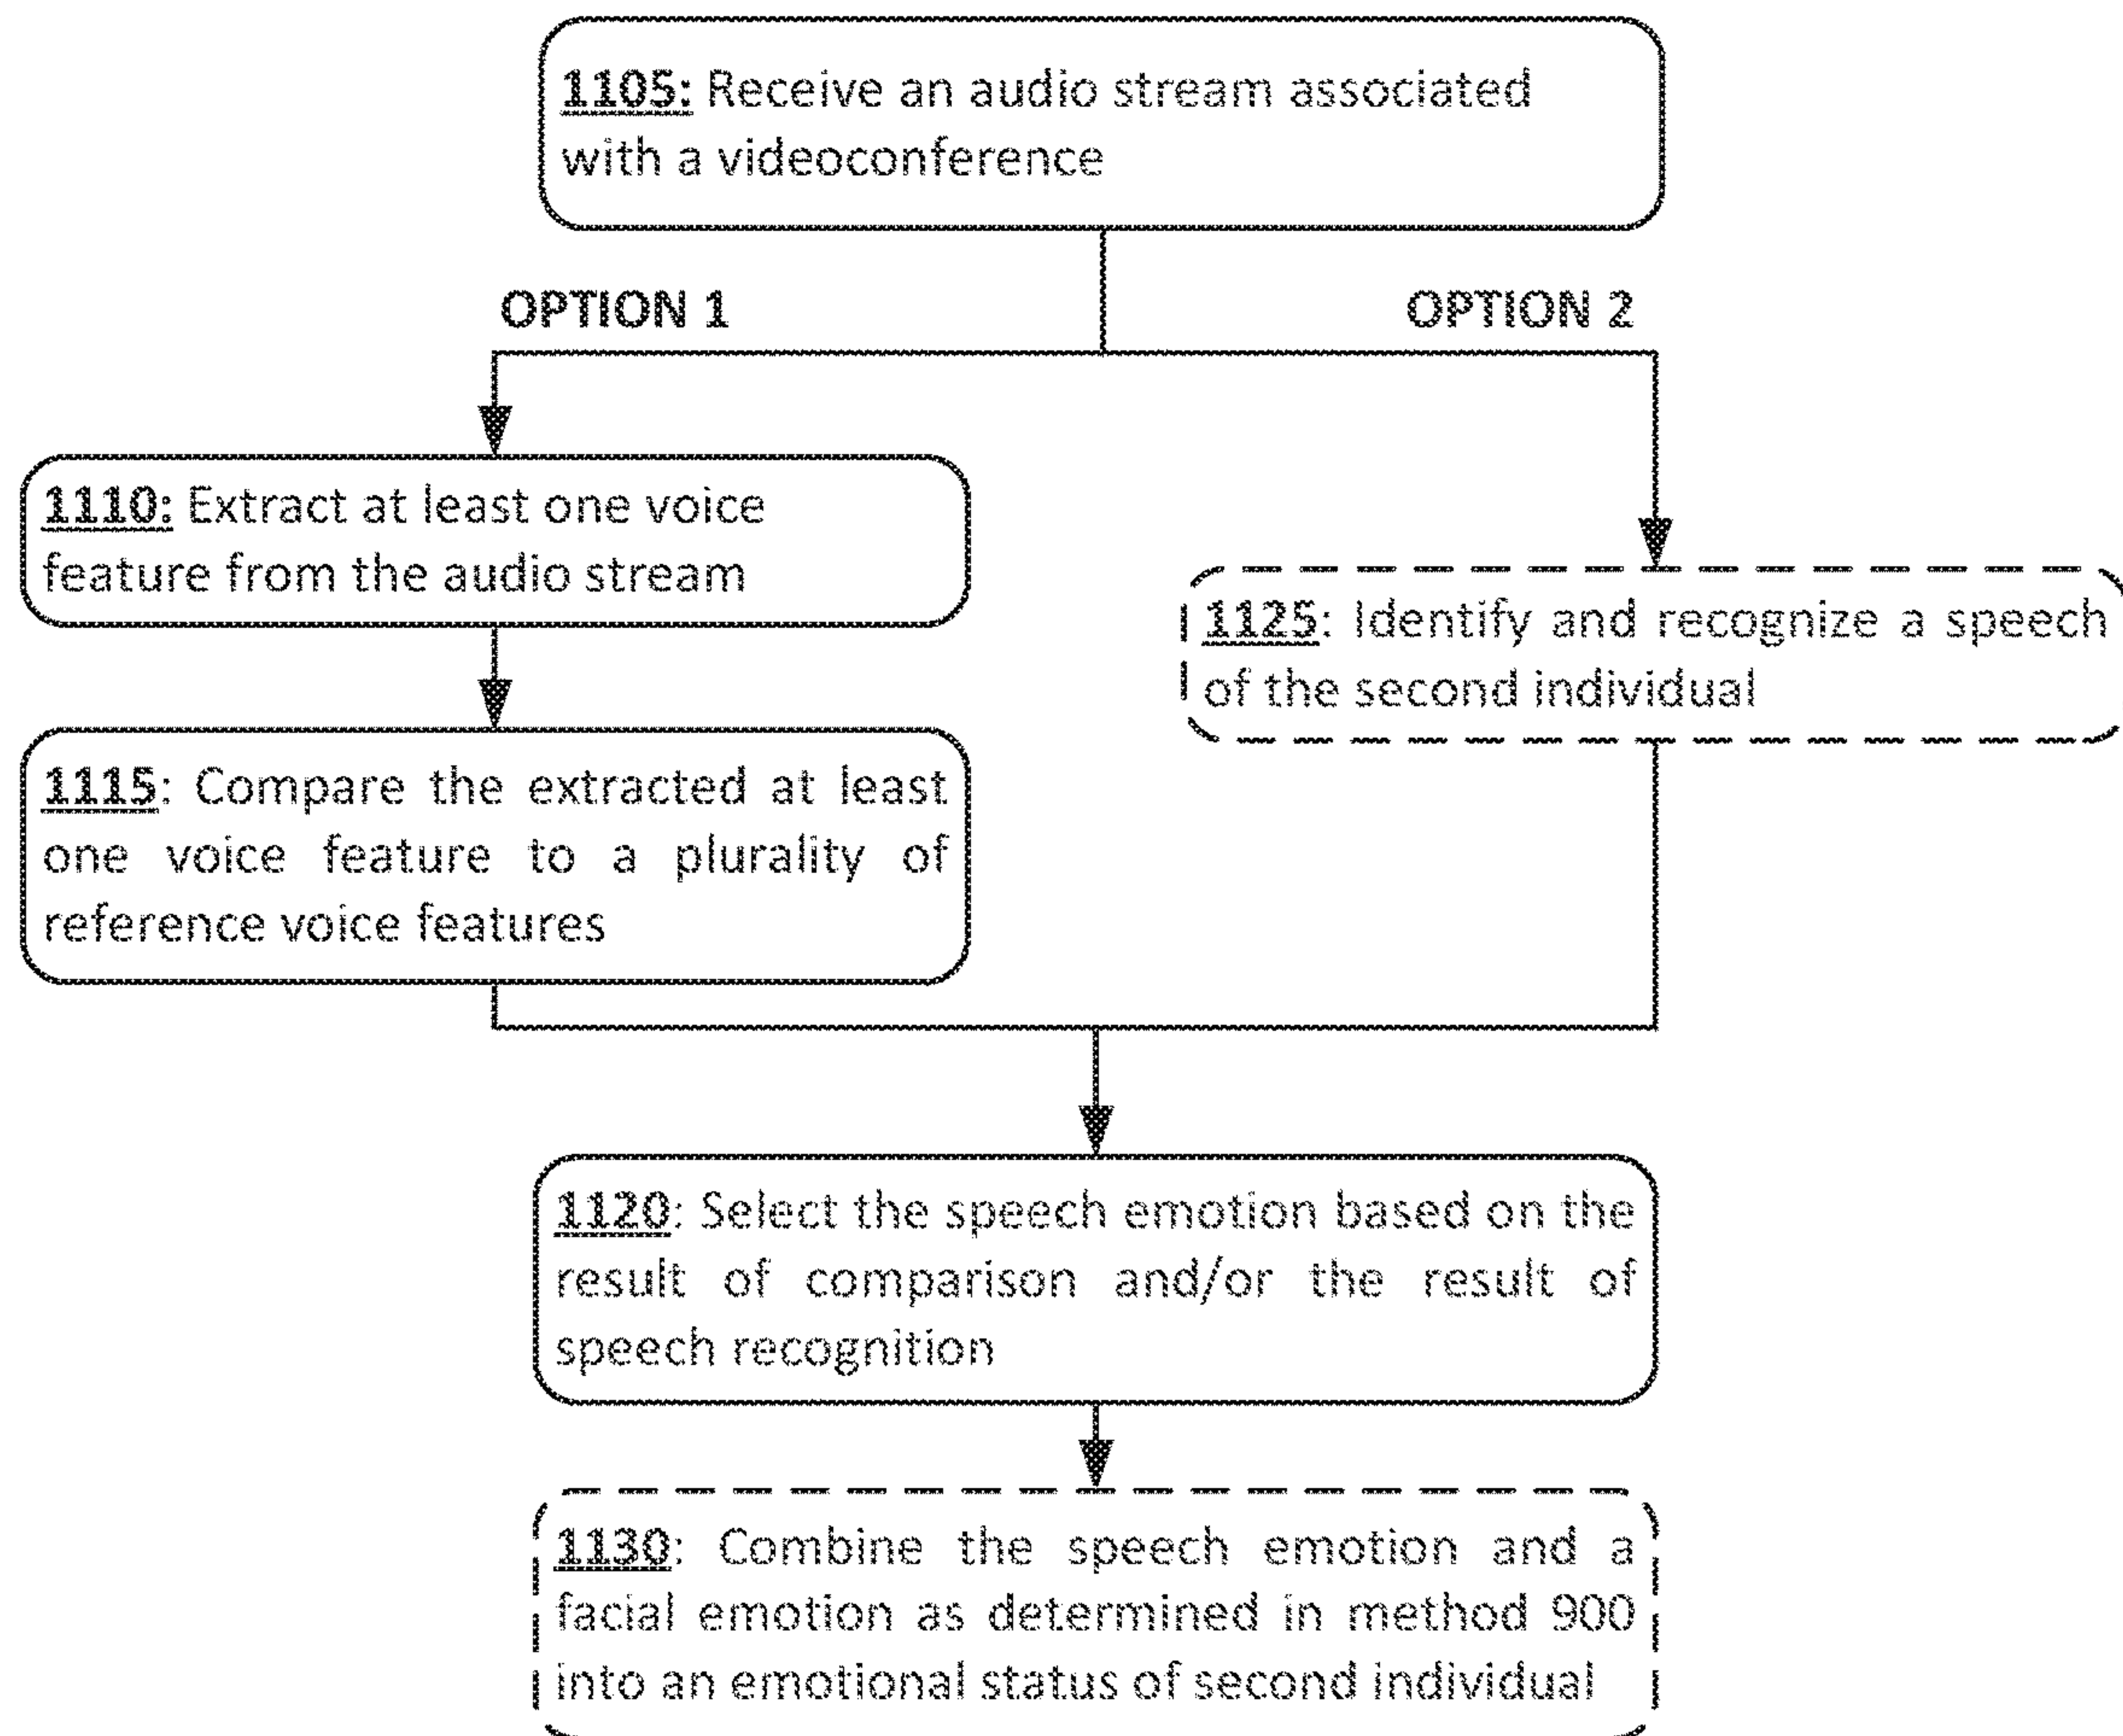 1105: Receive an audio stream associated
with a videoconference
OPTION 1
OPTION 2
1110: Extract at least one voice
feature from the audio stream
1125: Identify and recognize a speech
of the second individual
1115: Compare the extracted at least
one voice feature to a plurality of
reference voice features
1120: Select the speech emotion based on the
result of comparison and/or the result of
speech recognition
1130: Combine the speech emotion and a
facial emotion as determined in method 900
into an emotional status of second individual